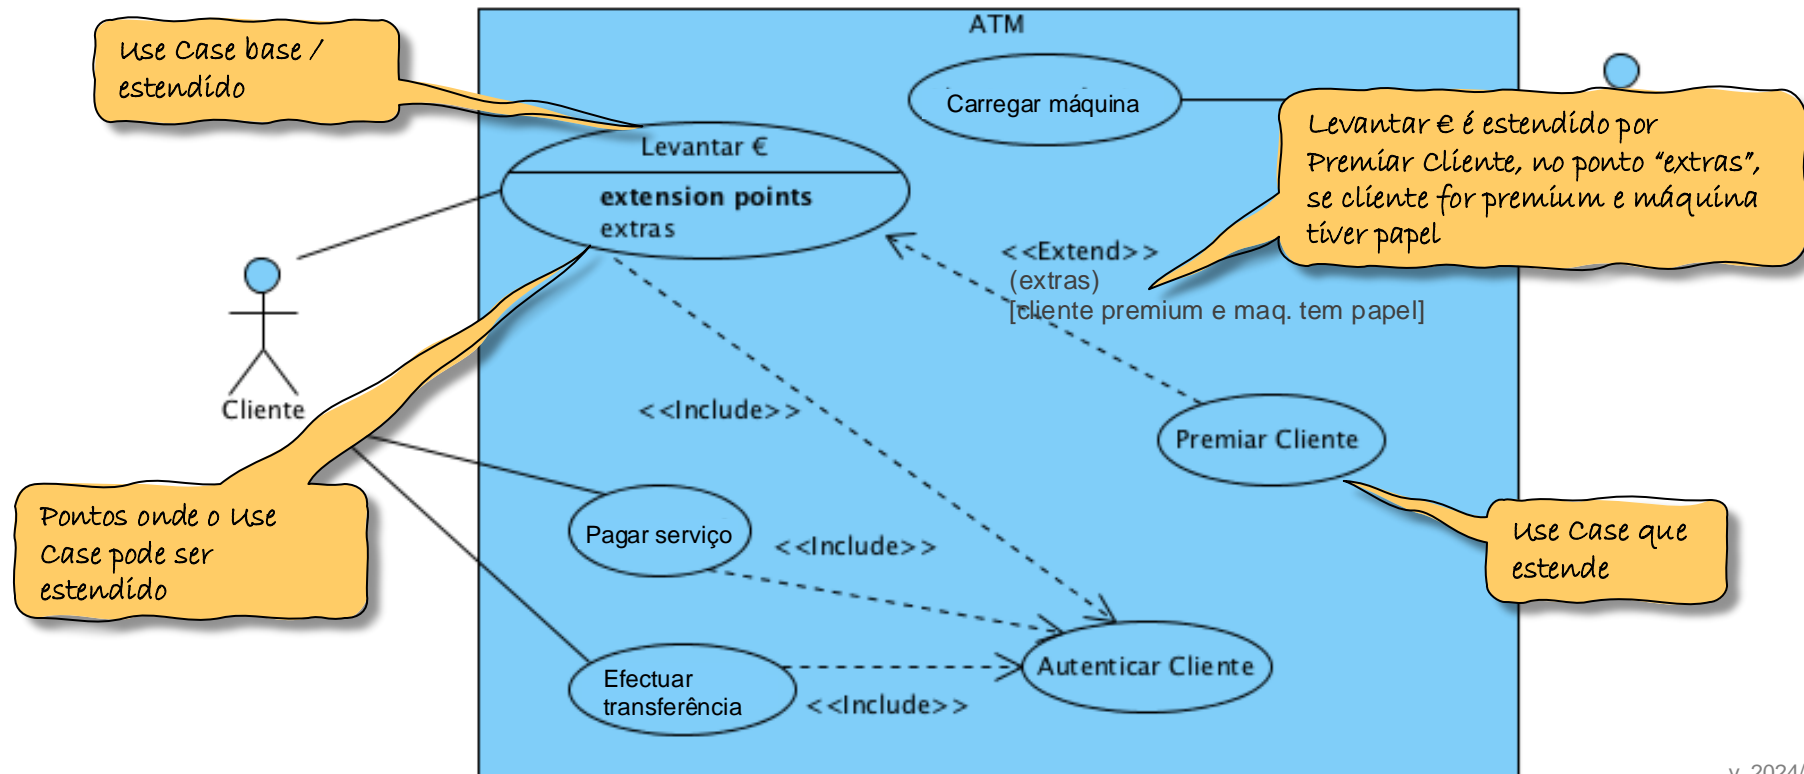 ATM
Use Case base /
estendido
Carregar máquina
Levantar €
extension points
extras
Levantar € é estendido por
Premiar Cliente, no ponto “extras”,
se cliente for premium e máquina
tiver papel
<<Extend>>
(extras)
[cliente premium e maq. tem papel]
Cliente
<<Include>>
Premiar Cliente
Pontos onde o Use
Case pode ser
estendido
Pagar serviço
<<Include>>
Use Case que
estende
Autenticar Cliente
Efectuar
transferência
<<Include>>
v. 2024/